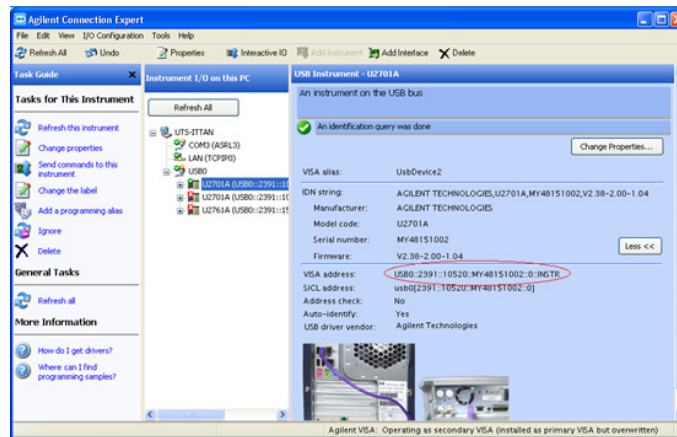 Agilent Connection Expert
File Edit View I/O Configuration Tools Help
Refresh All Undo Properties Interactive IO Add Instrument Add Interface Delete
Task Guide
Tasks for This Instrument
Refresh this instrument
Change properties
Send commands to this
instrument
Change the label
Add a programming alias
Ignore
Delete
General Tasks
Refresh all
More Information
How do I get drivers?
Where can I find
programming samples?
Instrument I/O on this PC
Refresh All
UTS-ITTAN
COM3 (ASRL3)
LAN (TCPIP0)
USB0
U2701A (USB0::2391::10
U2701A (USB0::2391::10
U2761A (USB0::2391::15
USB Instrument - U2701A
An instrument on the USB bus
An identification query was done
Change Properties...
VISA alias: UsbDevice2
IDN string: AGILENT TECHNOLOGIES,U2701A,MY48151002,V2.38-2.00-1.04
Manufacturer: AGILENT TECHNOLOGIES
Model code: U2701A
Serial number: MY48151002
Firmware: V2.38-2.00-1.04
Less <<
VISA address: USB0::2391::10520::MY48151002::0::INSTR
SICL address: usb0[2391::10520::MY48151002::0]
Address check: No
Auto-identify: Yes
USB driver vendor: Agilent Technologies
Agilent VISA: Operating as secondary VISA (installed as primary VISA but overwritten)